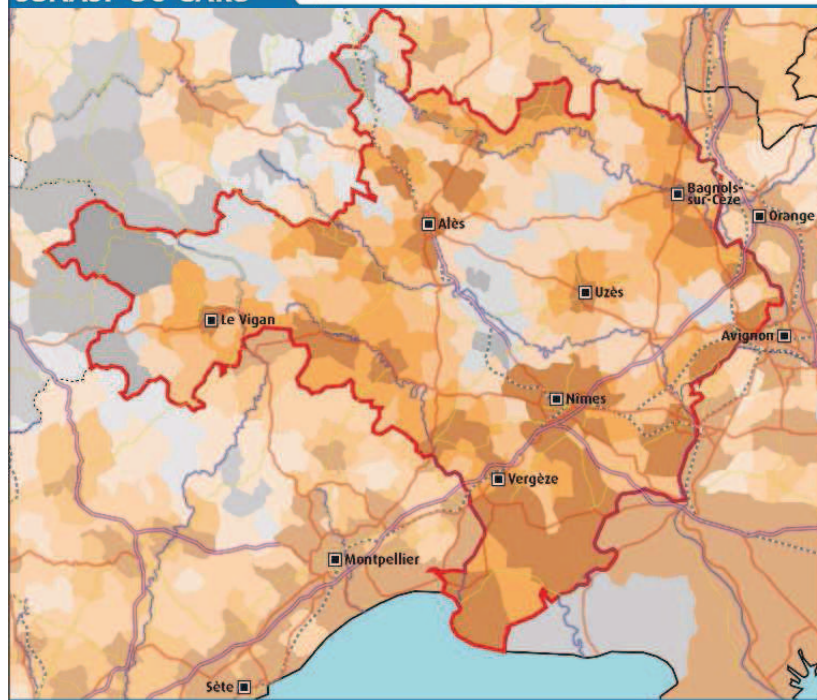 Alès
Bagnols-
sur-Cèze
Orange
Uzès
Le Vigan
Avignon
Nîmes
Vergèze
Montpellier
Sète